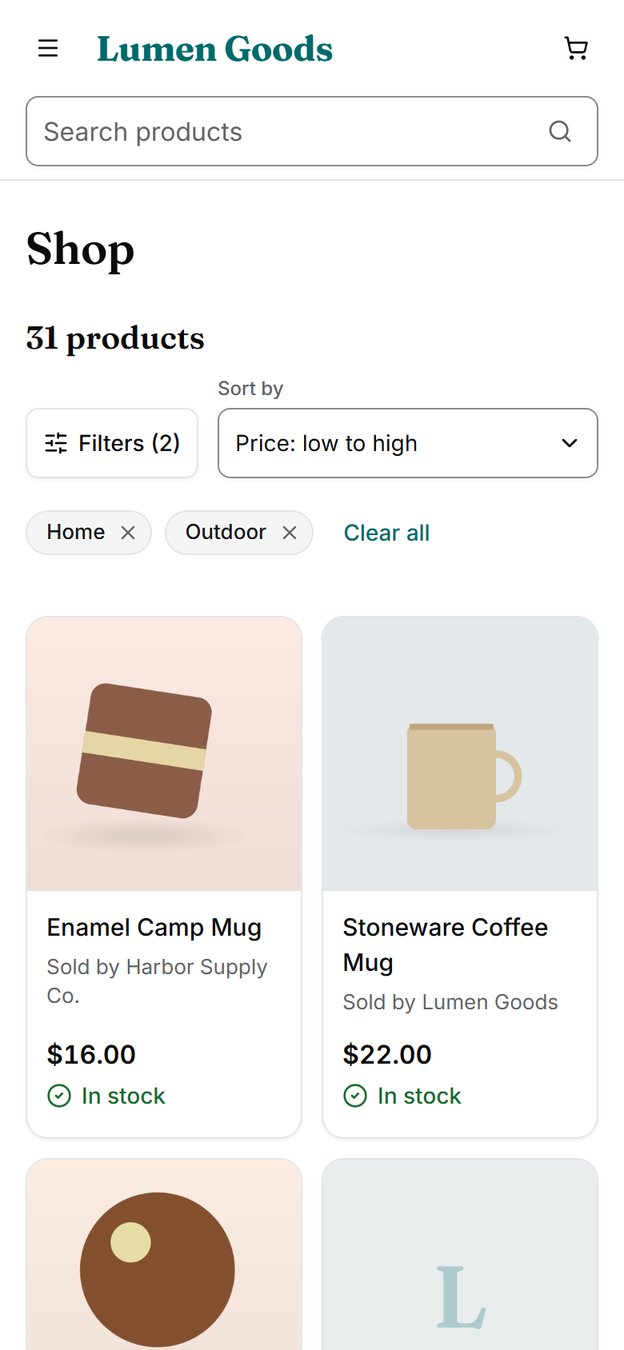 Lumen Goods
Search products
Shop
31 products
Sort by
Filters (2)
Price: low to high
Home
Outdoor
Clear all
Enamel Camp Mug
Sold by Harbor Supply
Co.
$16.00
In stock
Stoneware Coffee
Mug
Sold by Lumen Goods
$22.00
In stock
L